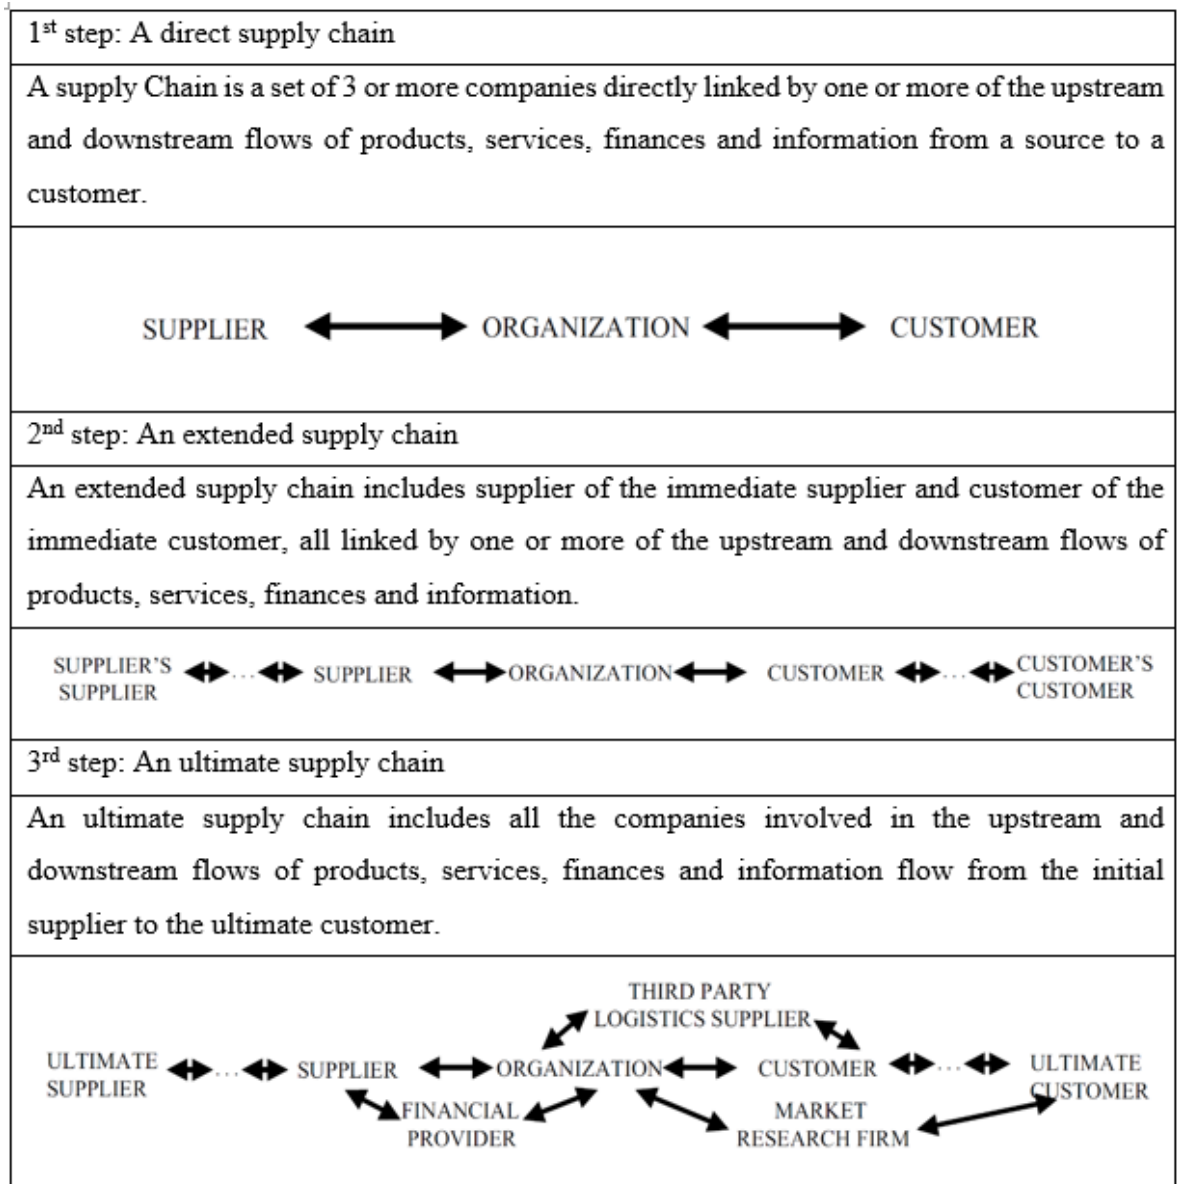 1st step: A direct supply chain
A supply Chain is a set of 3 or more companies directly linked by one or more of the upstream
and downstream flows of products, services, finances and information from a source to a
customer.
SUPPLIER ORGANIZATION CUSTOMER
2nd step: An extended supply chain
An extended supply chain includes supplier of the immediate supplier and customer of the
immediate customer, all linked by one or more of the upstream and downstream flows of
products, services, finances and information.
SUPPLIER'S
SUPPLIER
...
SUPPLIER
ORGANIZATION
CUSTOMER
...
CUSTOMER'S
CUSTOMER
3rd step: An ultimate supply chain
An ultimate supply chain includes all the companies involved in the upstream and
downstream flows of products, services, finances and information flow from the initial
supplier to the ultimate customer.
THIRD PARTY
LOGISTICS SUPPLIER
ULTIMATE
SUPPLIER
...
SUPPLIER
ORGANIZATION
CUSTOMER
...
ULTIMATE
CUSTOMER
FINANCIAL
PROVIDER
MARKET
RESEARCH FIRM